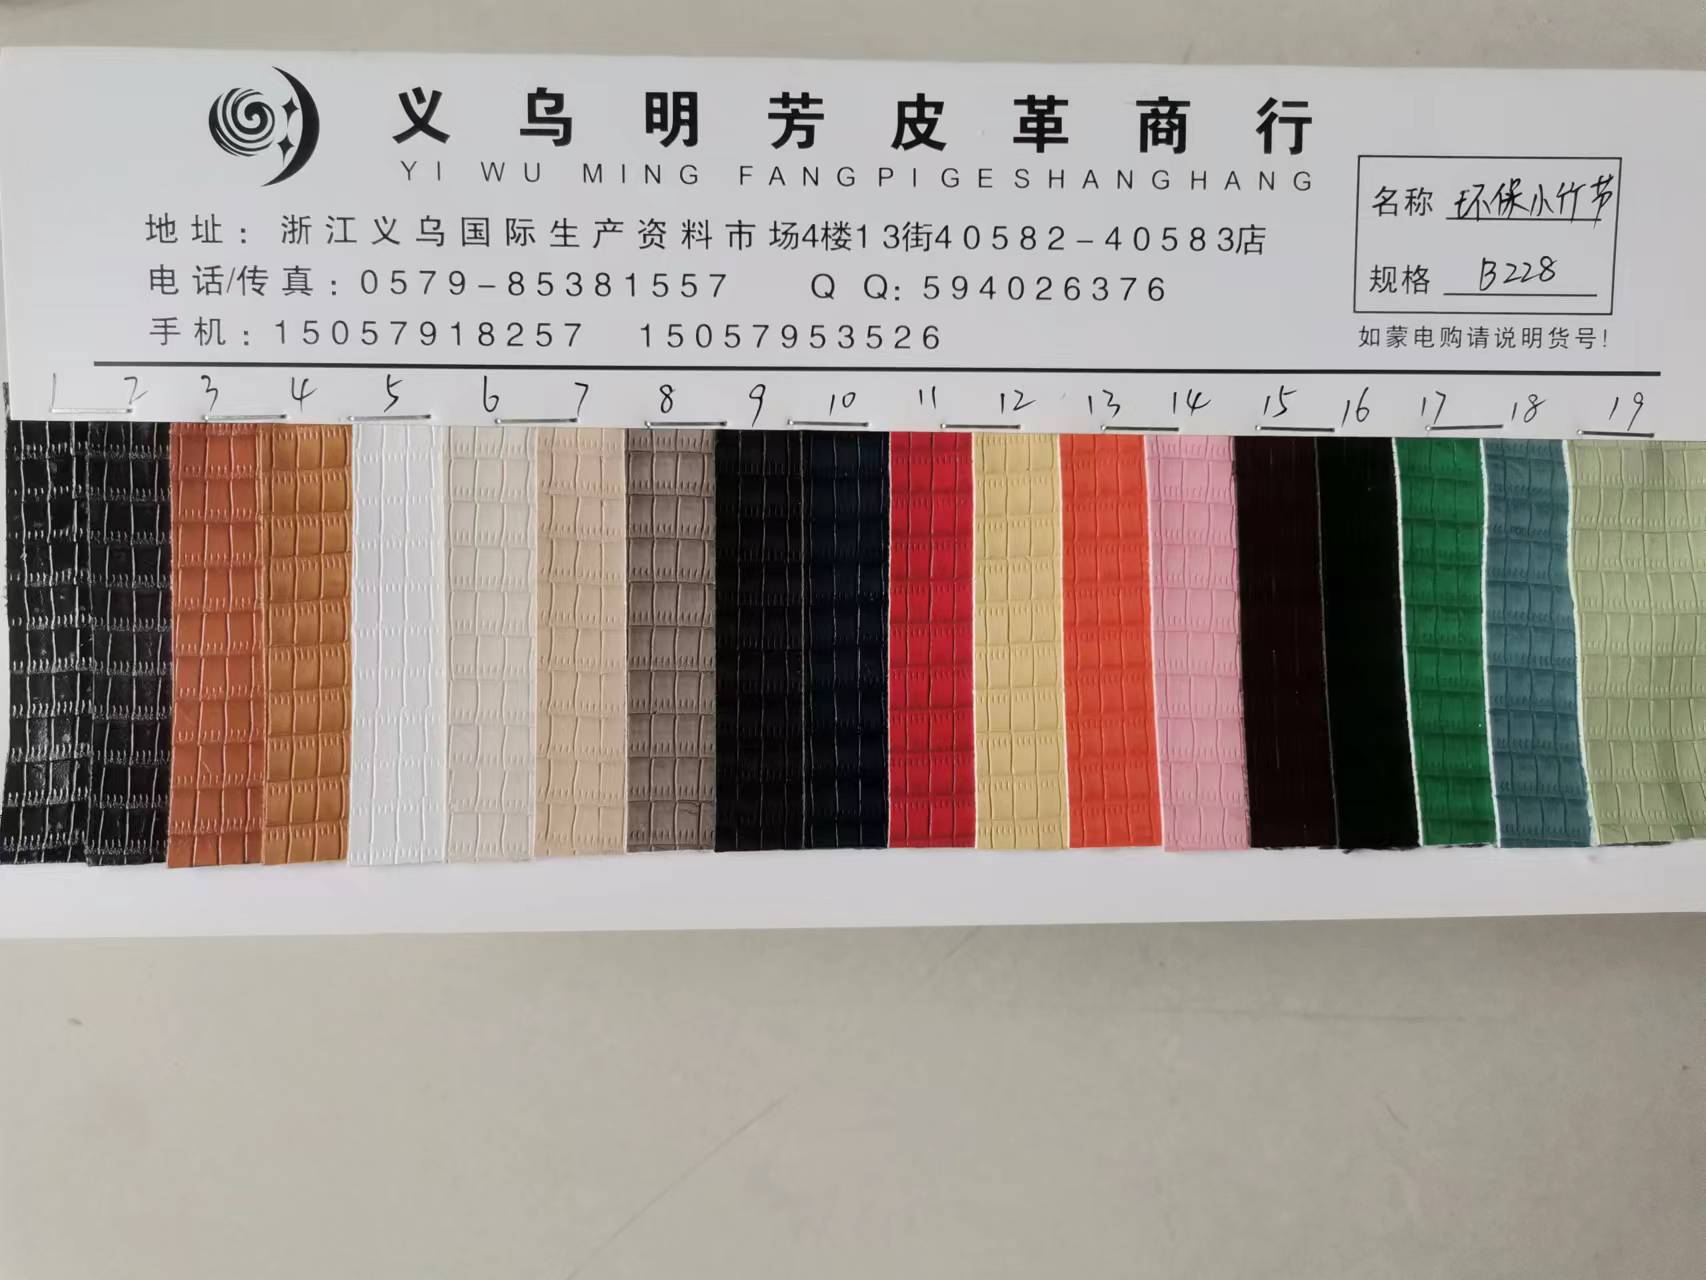 义乌明芳皮革商行
YI WU MING FANGPIGESHANGHANG
地址：浙江义乌国际生产资料市场4楼13街40582-40583店
电话/传真：0579-85381557 QQ:594026376
手机：15057918257 15057953526
名称 环保小竹节
规格 B228
如蒙电购请说明货号!
1 2 3 4 5 6 7 8 9 10 11 12 13 14 15 16 17 18 19